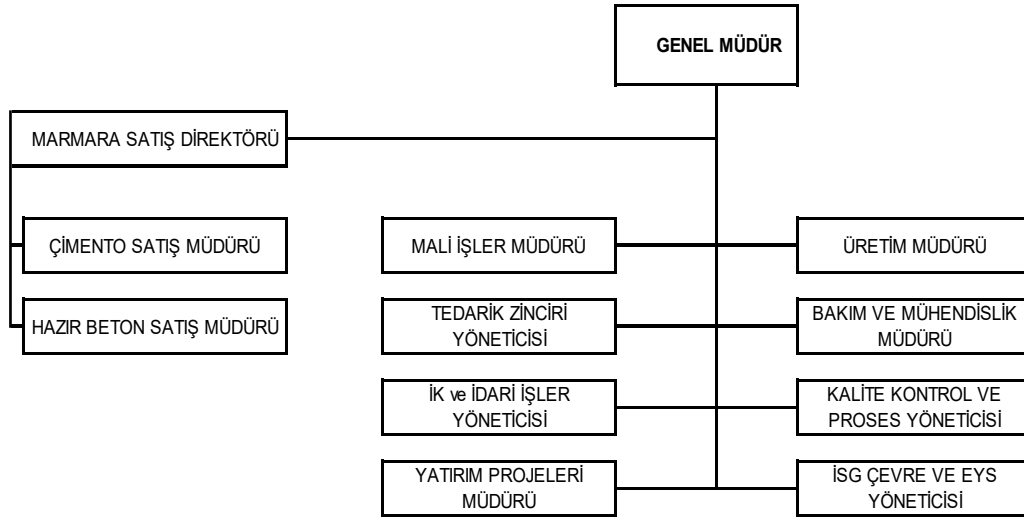 GENEL MÜDÜR
MARMARA SATIŞ DİREKTÖRÜ
ÇİMENTO SATIŞ MÜDÜRÜ
MALİ İŞLER MÜDÜRÜ
ÜRETİM MÜDÜRÜ
HAZIR BETON SATIŞ MÜDÜRÜ
TEDARİK ZİNCİRİ
YÖNETİCİSİ
BAKIM VE MÜHENDİSLİK
MÜDÜRÜ
İK ve İDARİ İŞLER
YÖNETİCİSİ
KALİTE KONTROL VE
PROSES YÖNETİCİSİ
YATIRIM PROJELERİ
MÜDÜRÜ
İSG ÇEVRE VE EYS
YÖNETİCİSİ